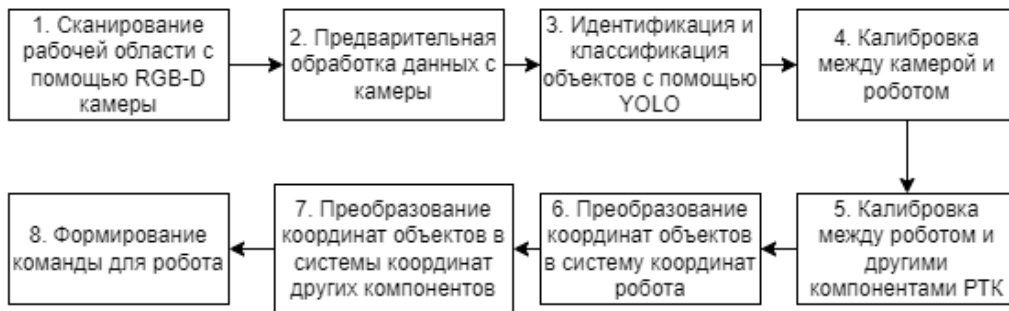 1. Сканирование
рабочей области с
помощью RGB-D
камеры
2. Предварительная
обработка данных с
камеры
3. Идентификация и
классификация
объектов с помощью
YOLO
4. Калибровка
между камерой и
роботом
5. Калибровка
между роботом и
другими
компонентами РТК
6. Преобразование
координат объектов
в систему координат
робота
7. Преобразование
координат объектов в
системы координат
других компонентов
8. Формирование
команды для робота